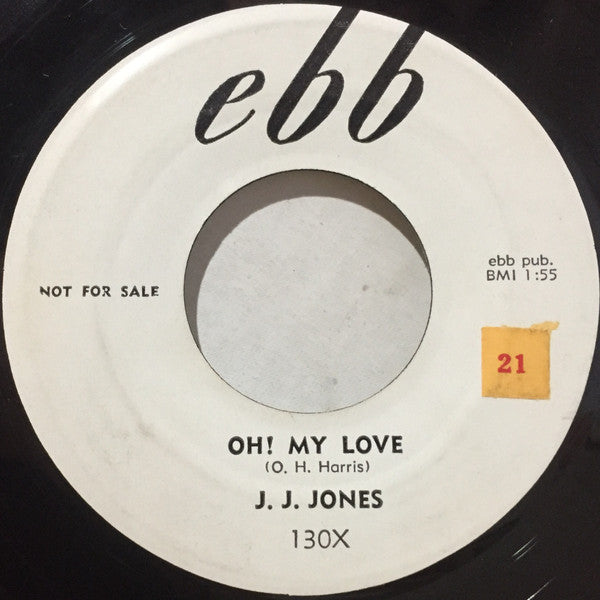 ebb
ebb pub.
BMI 1:55
NOT FOR SALE
21
OH! MY LOVE
(O. H. Harris)
J. J. JONES
130X